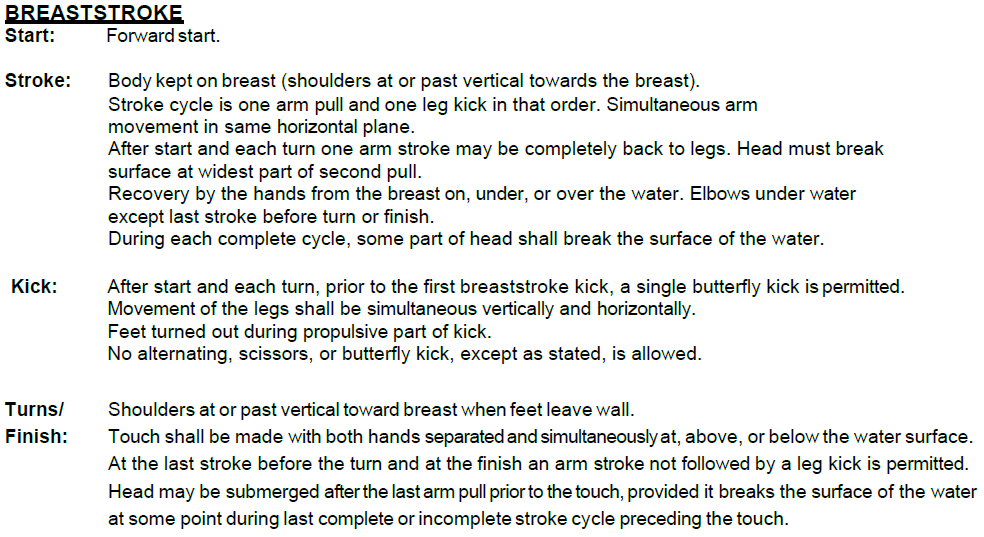 BREASTSTROKE
Start: Forward start.
Stroke: Body kept on breast (shoulders at or past vertical towards the breast).
Stroke cycle is one arm pull and one leg kick in that order. Simultaneous arm
movement in same horizontal plane.
After start and each turn one arm stroke may be completely back to legs. Head must break
surface at widest part of second pull.
Recovery by the hands from the breast on, under, or over the water. Elbows under water
except last stroke before turn or finish.
During each complete cycle, some part of head shall break the surface of the water.
Kick: After start and each turn, prior to the first breaststroke kick, a single butterfly kick is permitted.
Movement of the legs shall be simultaneous vertically and horizontally.
Feet turned out during propulsive part of kick.
No alternating, scissors, or butterfly kick, except as stated, is allowed.
Turns/ Shoulders at or past vertical toward breast when feet leave wall.
Finish: Touch shall be made with both hands separated and simultaneously at, above, or below the water surface.
At the last stroke before the turn and at the finish an arm stroke not followed by a leg kick is permitted.
Head may be submerged after the last arm pull prior to the touch, provided it breaks the surface of the water
at some point during last complete or incomplete stroke cycle preceding the touch.